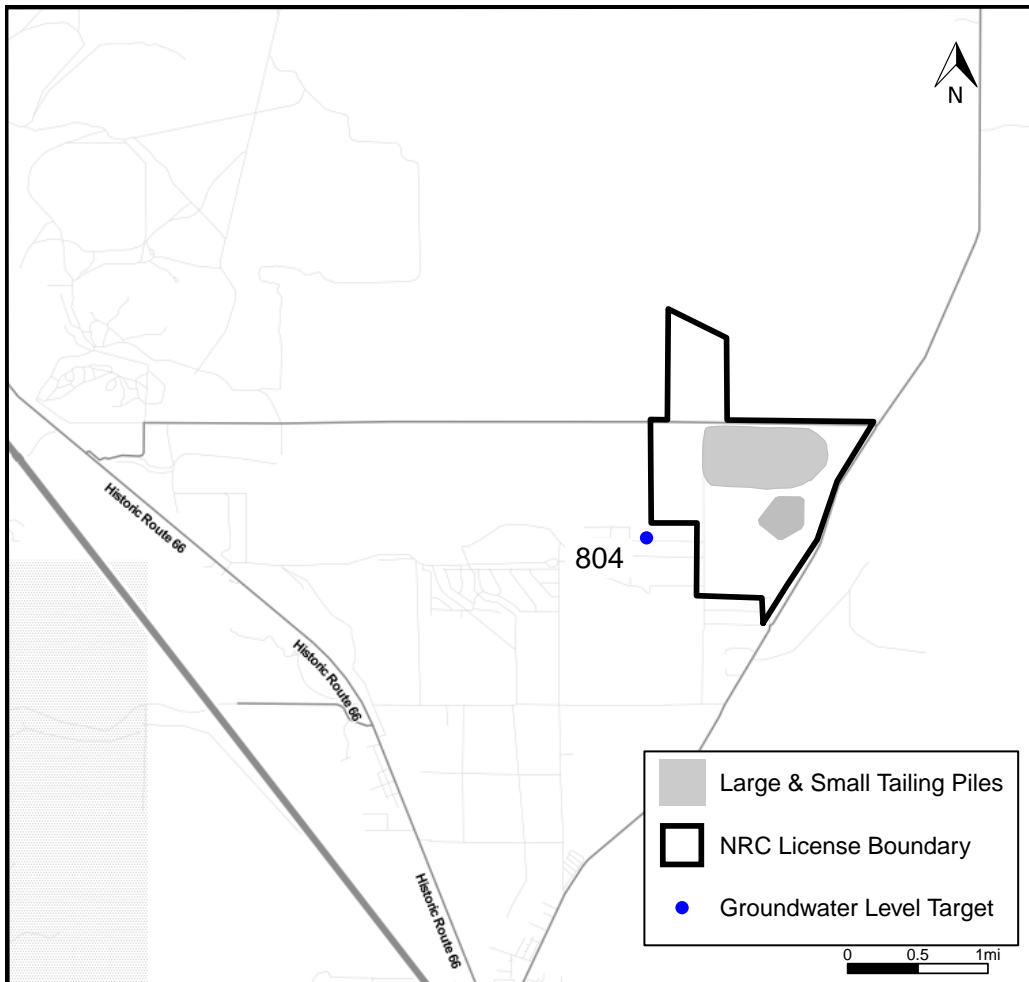 N
Historic Route 66
804
Historic Route 66
Large & Small Tailing Piles
NRC License Boundary
Historic Route 66
Groundwater Level Target
0 0.5 1mi